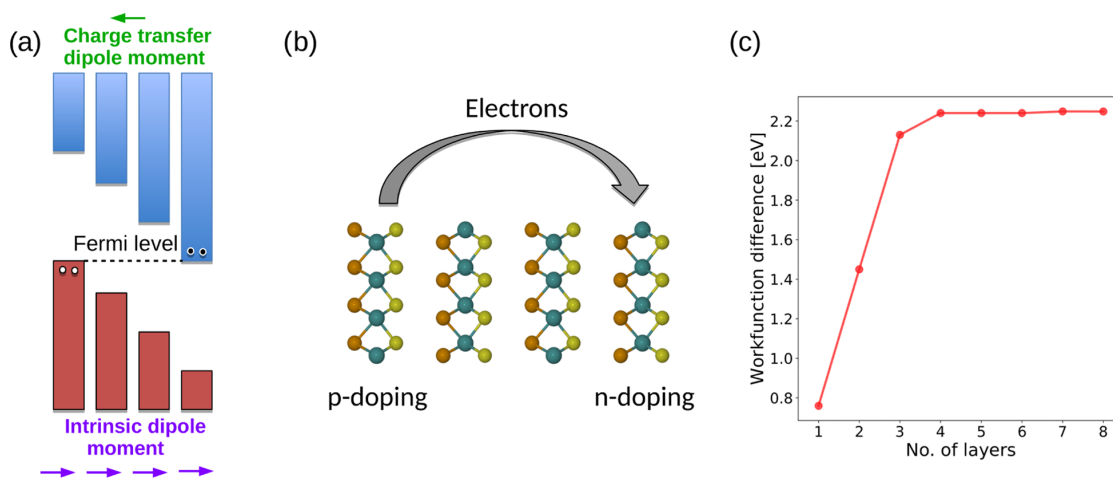 (a)
Charge transfer
dipole moment
Fermi level
Intrinsic dipole
moment
(b)
Electrons
p-doping
n-doping
(c)
Workfunction difference [eV]
2.2
2.0
1.8
1.6
1.4
1.2
1.0
0.8
1 2 3 4 5 6 7 8
No. of layers